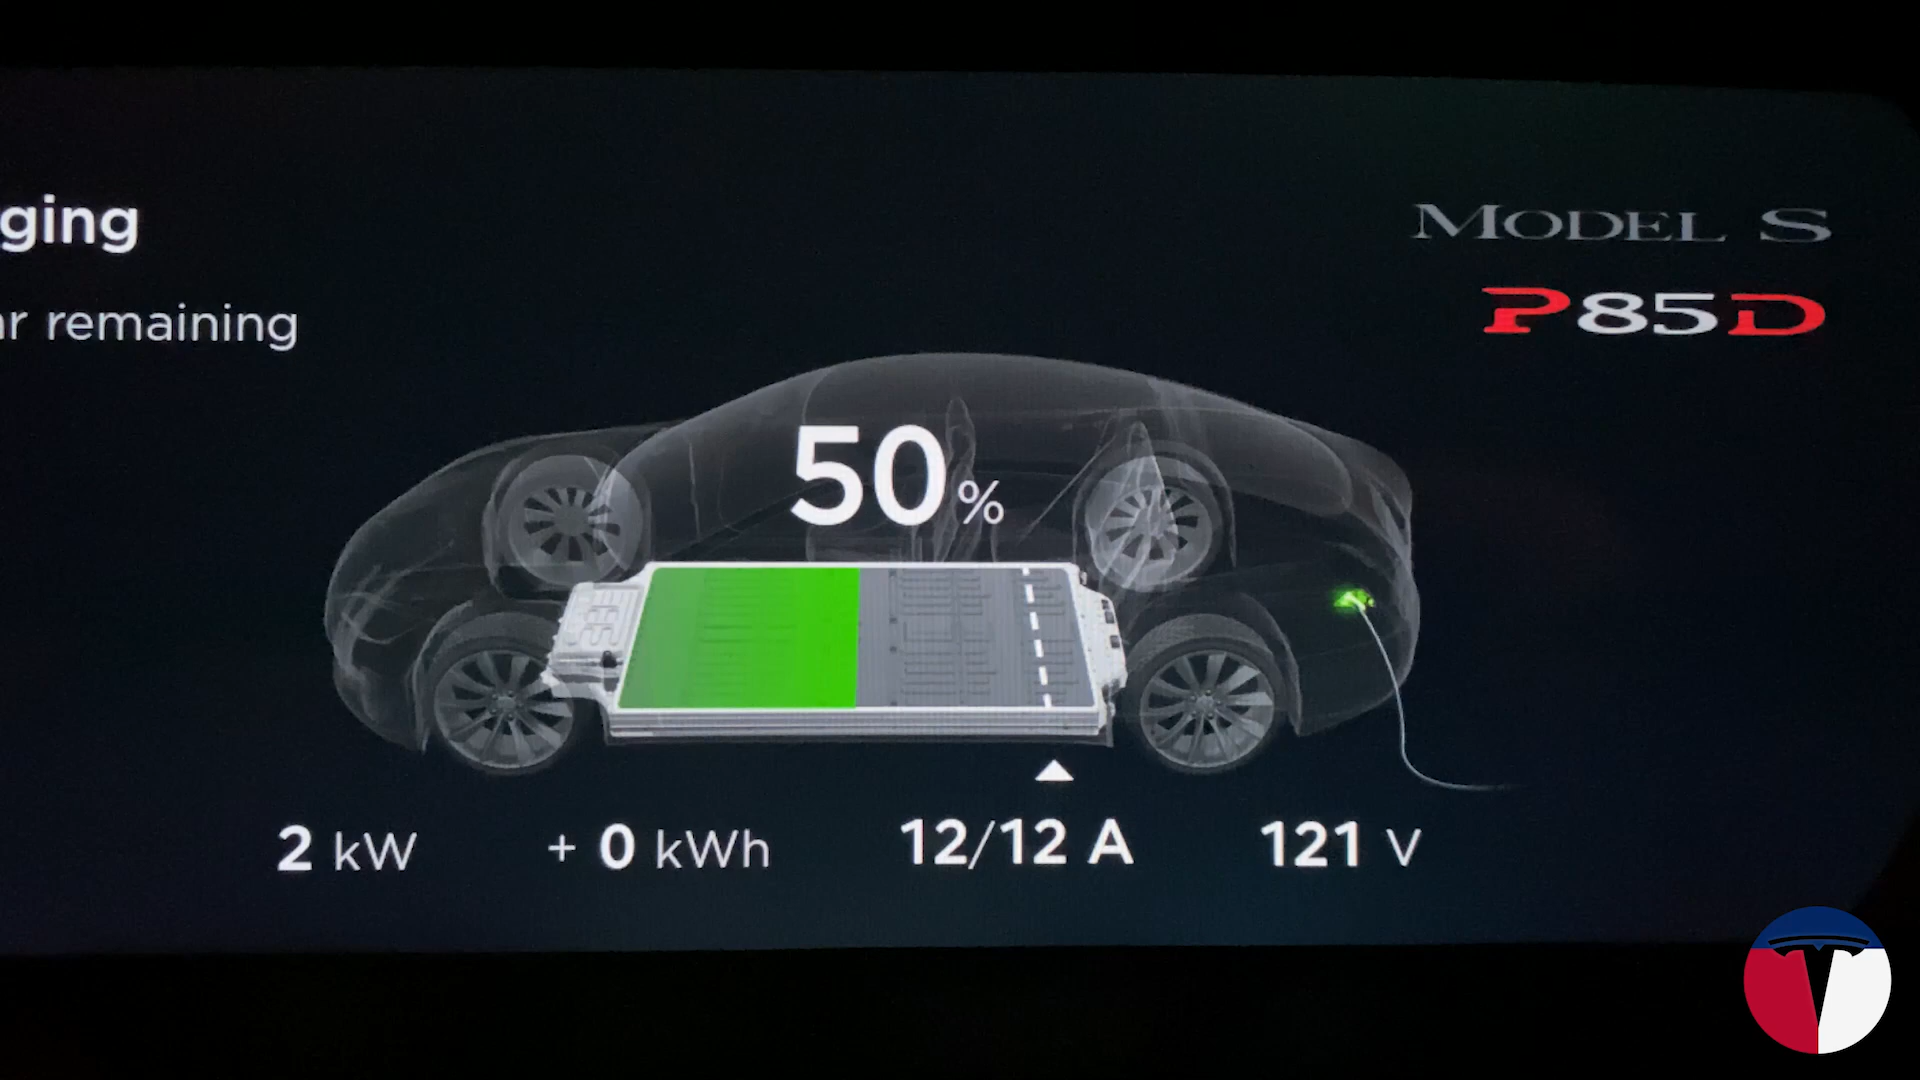 ging
r remaining
MODEL S
P85D
50%
2 kW
+ 0 kWh
12/12 A
121 V